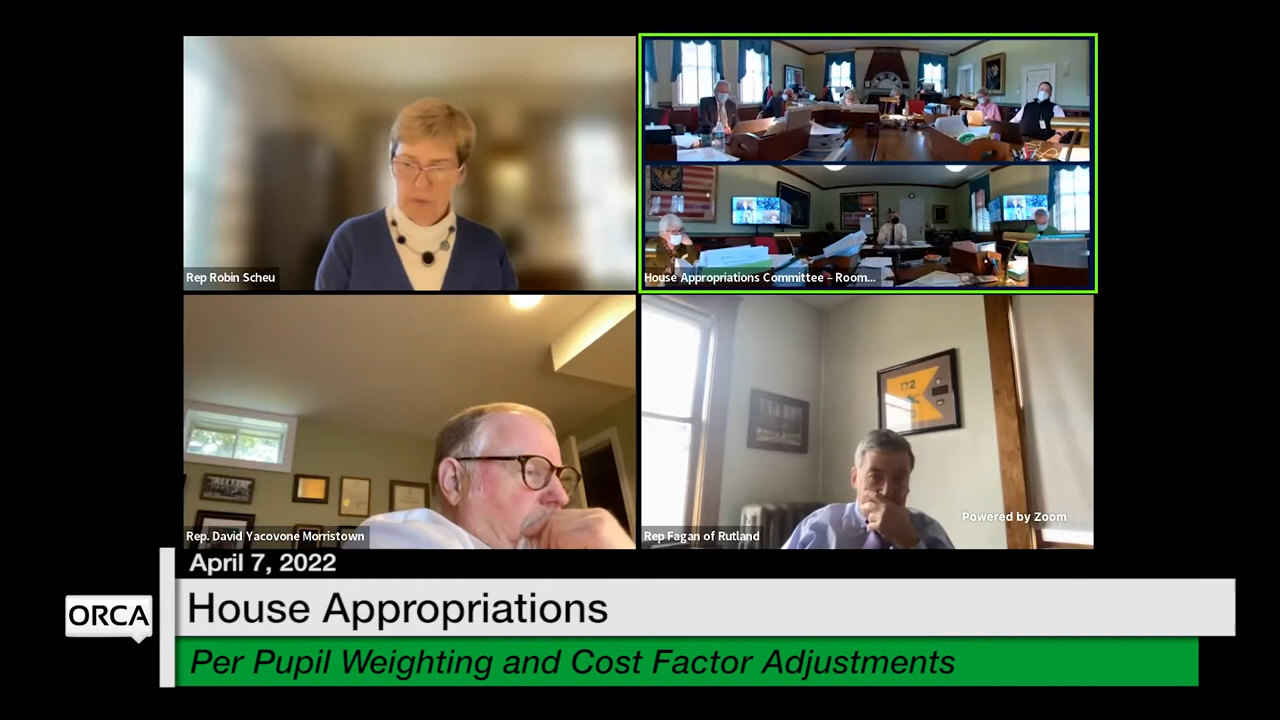 Rep Robin Scheu
House Appropriations Committee – Room...
Rep. David Yacovone Morristown
172
Rep Fagan of Rutland
Powered by Zoom
April 7, 2022
ORCA
House Appropriations
Per Pupil Weighting and Cost Factor Adjustments